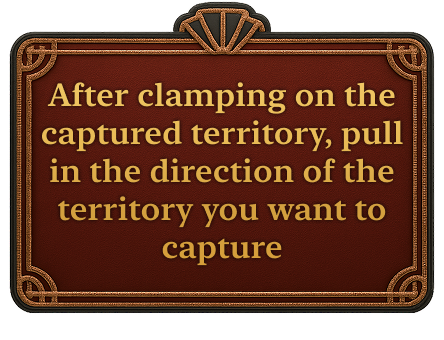 After clamping on the
captured territory, pull
in the direction of the
territory you want to
capture